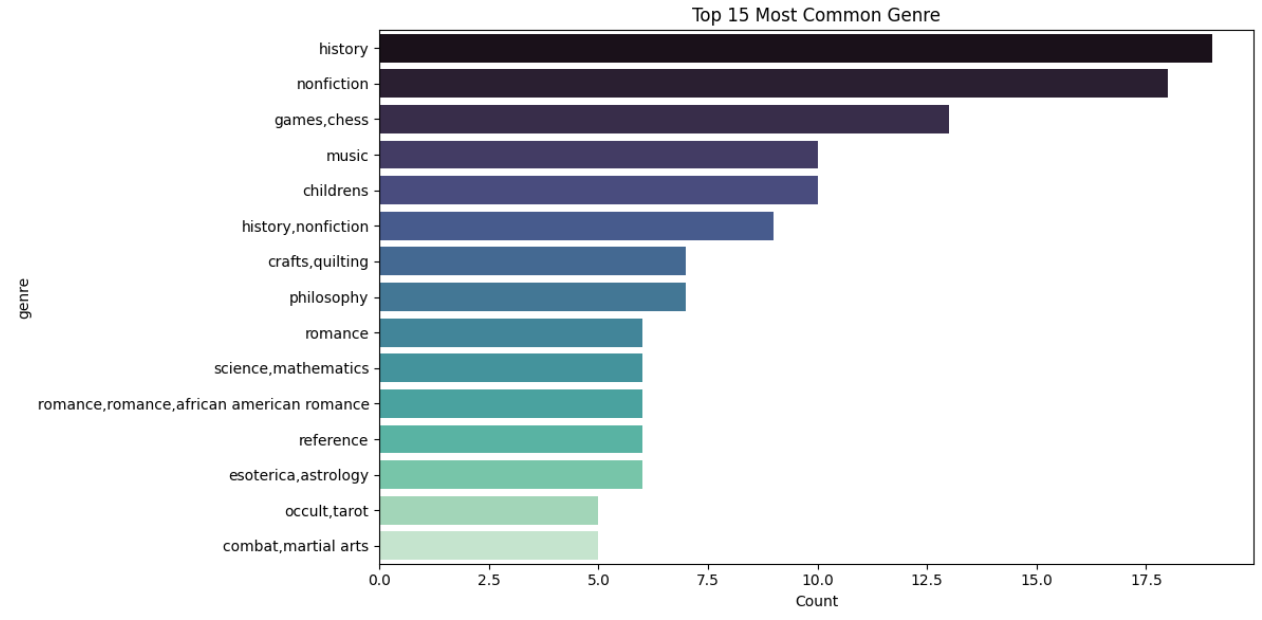 Top 15 Most Common Genre
history
nonfiction
games,chess
music
childrens
history,nonfiction
crafts,quilting
philosophy
romance
science,mathematics
romance,romance,african american romance
reference
esoterica,astrology
occult,tarot
combat,martial arts
genre
0.0 2.5 5.0 7.5 10.0 12.5 15.0 17.5
Count